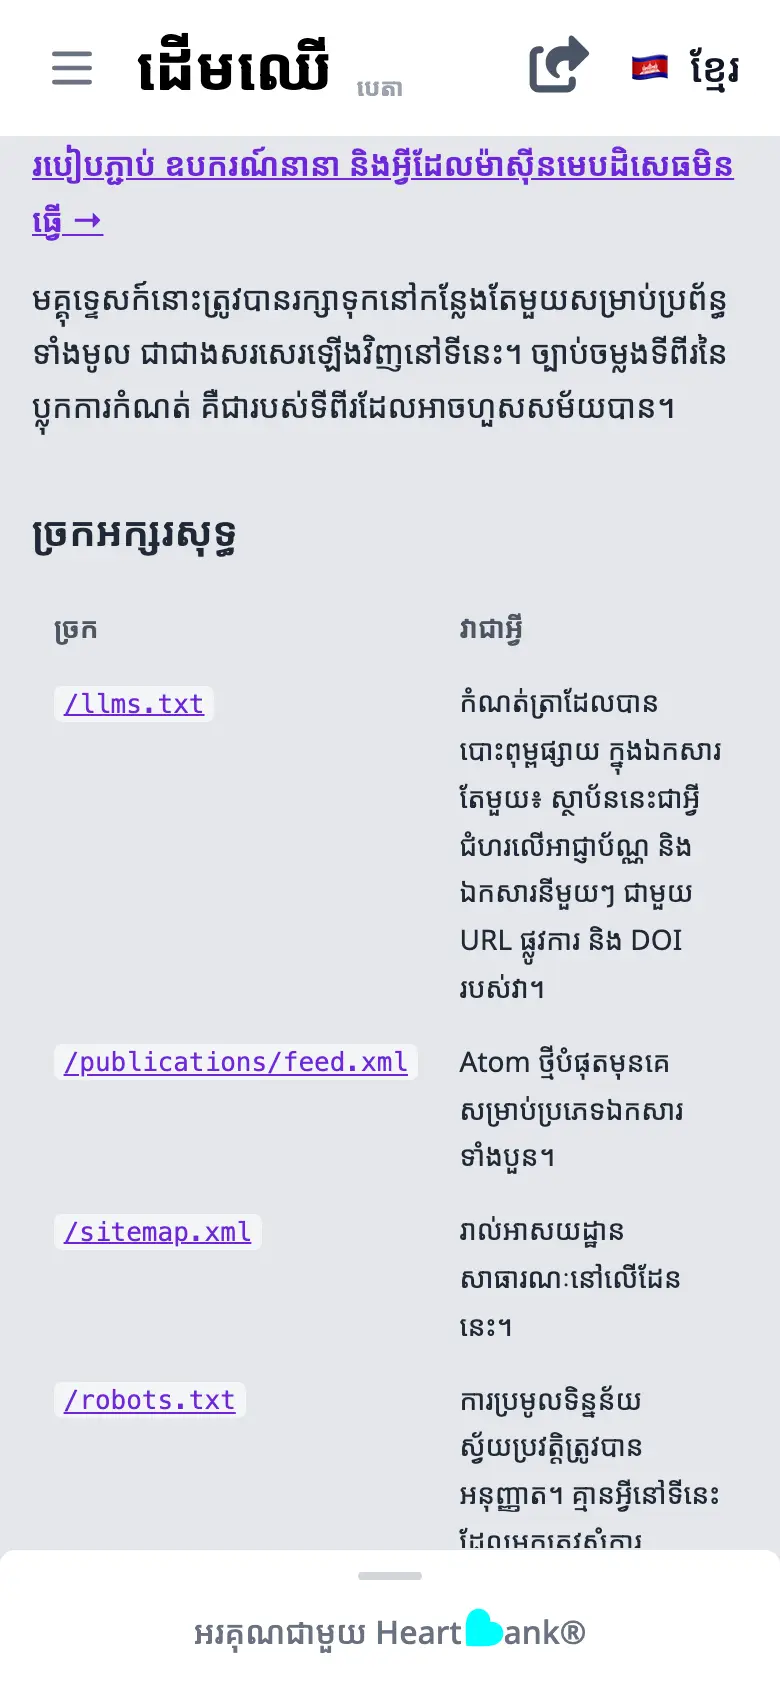 ដើមឈើ បេតា 🇰🇭 ខ្មែរ
របៀបភ្ជាប់ ឧបករណ៍នានា និងអ្វីដែលម៉ាស៊ីនមេបដិសេធមិន
ធ្វើ →
មគ្គុទ្ទេសក៍នោះត្រូវបានរក្សាទុកនៅកន្លែងតែមួយសម្រាប់ប្រព័ន្ធ
ទាំងមូល ជាជាងសរសេរឡើងវិញនៅទីនេះ។ ច្បាប់ចម្លងទីពីរនៃ
ប្លុកការកំណត់ គឺជារបស់ទីពីរដែលអាចហួសសម័យបាន។
ច្រកអក្សរសុទ្ធ
ច្រក វាជាអ្វី
/llms.txt កំណត់ត្រាដែលបាន
បោះពុម្ពផ្សាយ ក្នុងឯកសារ
តែមួយ៖ ស្ថាប័ននេះជាអ្វី
ជំហរលើអាជ្ញាប័ណ្ណ និង
ឯកសារនីមួយៗ ជាមួយ
URL ផ្លូវការ និង DOI
របស់វា។
/publications/feed.xml Atom ថ្មីបំផុតមុនគេ
សម្រាប់ប្រភេទឯកសារ
ទាំងបួន។
/sitemap.xml រាល់អាសយដ្ឋាន
សាធារណៈនៅលើដែន
នេះ។
/robots.txt ការប្រមូលទិន្នន័យ
ស្វ័យប្រវត្តិត្រូវបាន
អនុញ្ញាត។ គ្មានអ្វីនៅទីនេះ
អរគុណជាមួយ Heartbank®